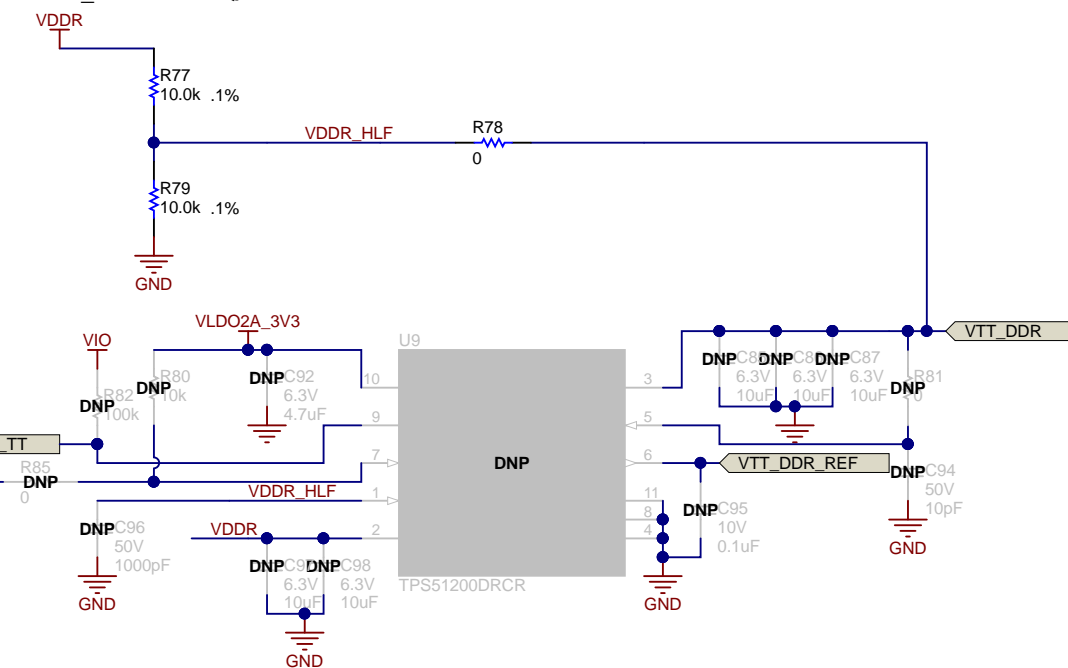 VDDR
R77
10.0k .1%
VDDR_HLF
R78
0
R79
10.0k .1%
GND
VLDO2A_3V3
VIO
U9
VTT_DDR
DNP R80
10k
DNP C92
6.3V
4.7uF
DNP R82
100k
10
9
7
1
2
3
5
6
11
8
4
DNP
6.3V
10uF
DNP
6.3V
10uF
DNP C87
6.3V
10uF
DNP R81
0
_TT
R85
DNP
0
VTT_DDR_REF
DNP C94
50V
10pF
GND
VDDR_HLF
DNP C96
50V
1000pF
GND
VDDR
DNP
6.3V
10uF
DNP C98
6.3V
10uF
GND
TPS51200DRCR
DNP C95
10V
0.1uF
GND